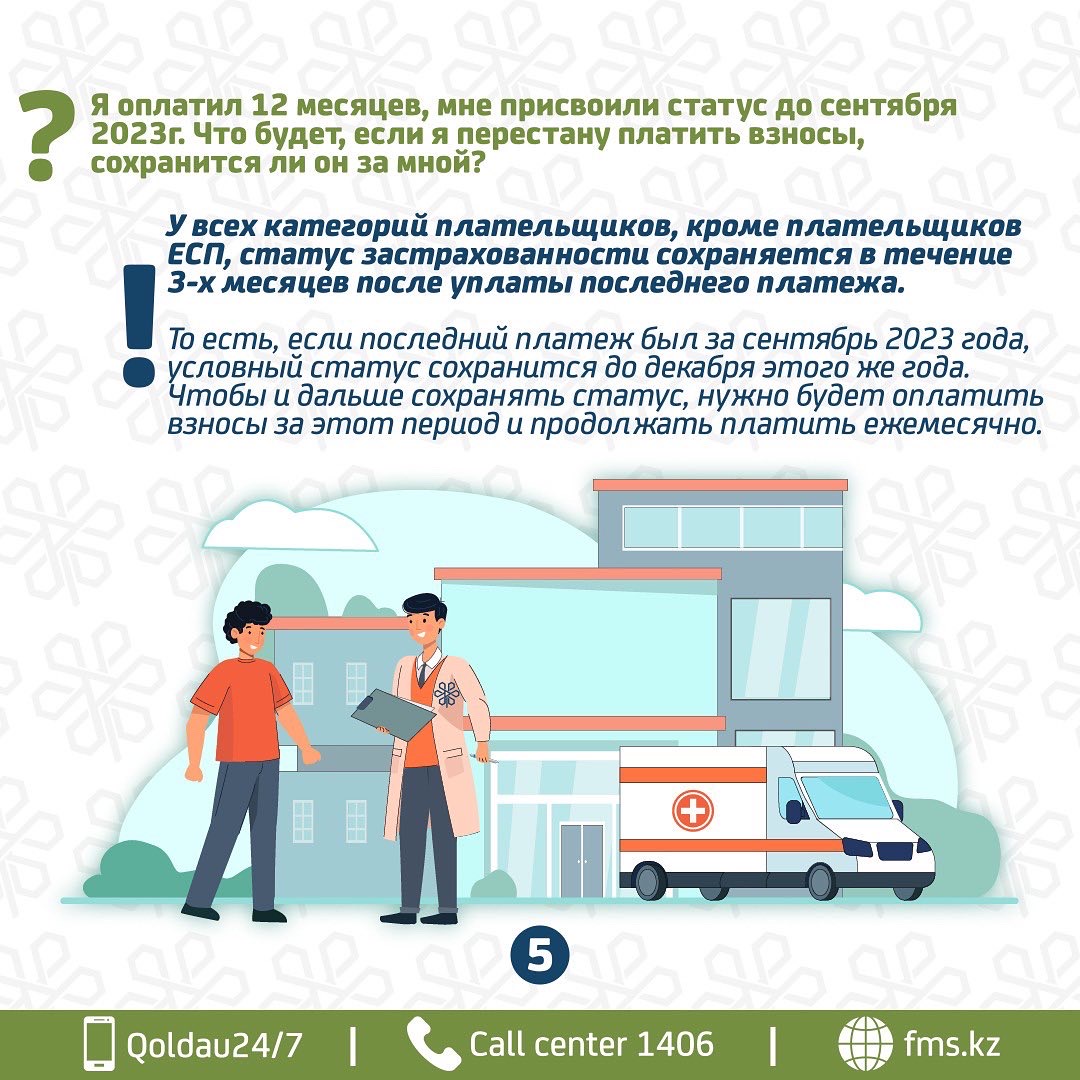 ?
Я оплатил 12 месяцев, мне присвоили статус до сентября
2023г. Что будет, если я перестану платить взносы,
сохранится ли он за мной?
!
У всех категорий плательщиков, кроме плательщиков
ЕСП, статус застрахованности сохраняется в течение
3-х месяцев после уплаты последнего платежа.
То есть, если последний платеж был за сентябрь 2023 года,
условный статус сохранится до декабря этого же года.
Чтобы и дальше сохранять статус, нужно будет оплатить
взносы за этот период и продолжать платить ежемесячно.
5
Qoldau24/7 | Call center 1406 | fms.kz